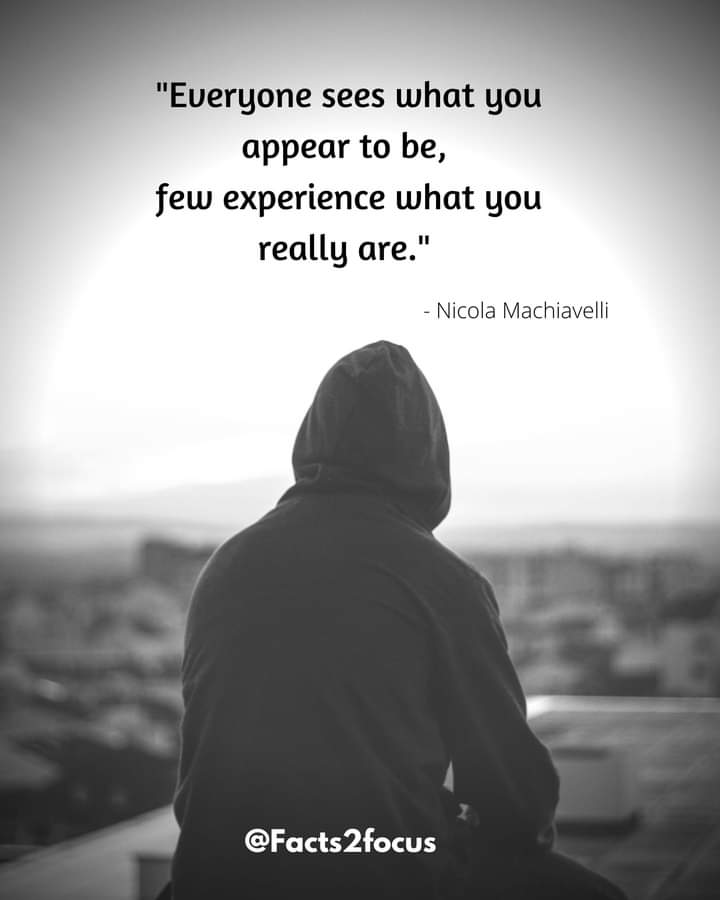 "Everyone sees what you
appear to be,
few experience what you
really are."
- Nicola Machiavelli
@Facts2focus